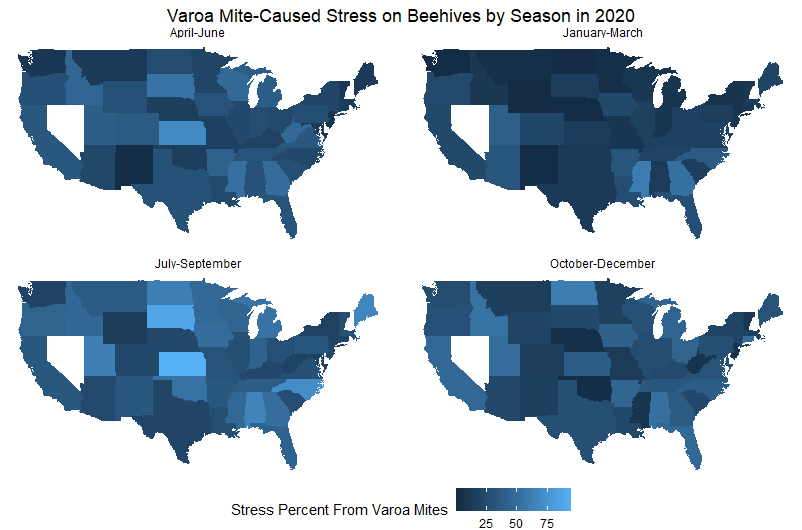 Varoa Mite-Caused Stress on Beehives by Season in 2020
April-June
January-March
July-September
October-December
Stress Percent From Varoa Mites
25 50 75